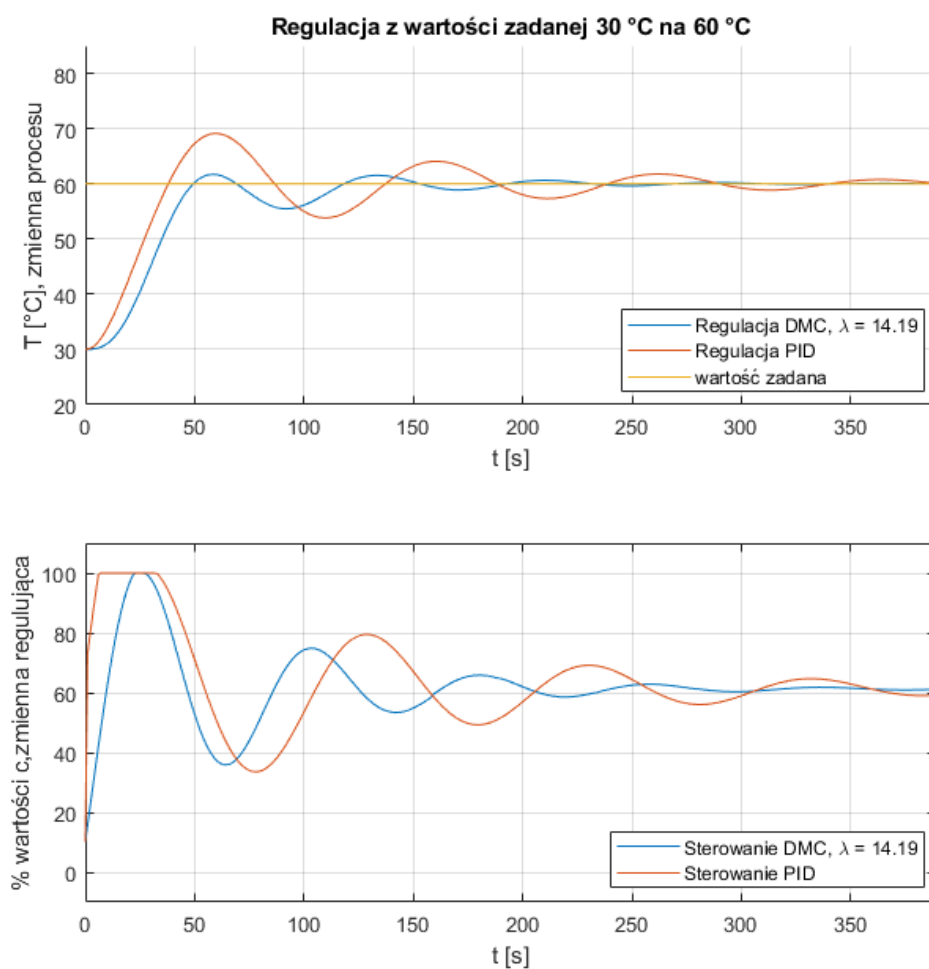 Regulacja z wartości zadanej 30 °C na 60 °C
T [°C], zmienna procesu
80
70
60
50
40
30
20
Regulacja DMC, λ = 14.19
Regulacja PID
wartość zadana
0 50 100 150 200 250 300 350
t [s]
% wartości c,zmienna regulująca
100
80
60
40
20
0
Sterowanie DMC, λ = 14.19
Sterowanie PID
0 50 100 150 200 250 300 350
t [s]